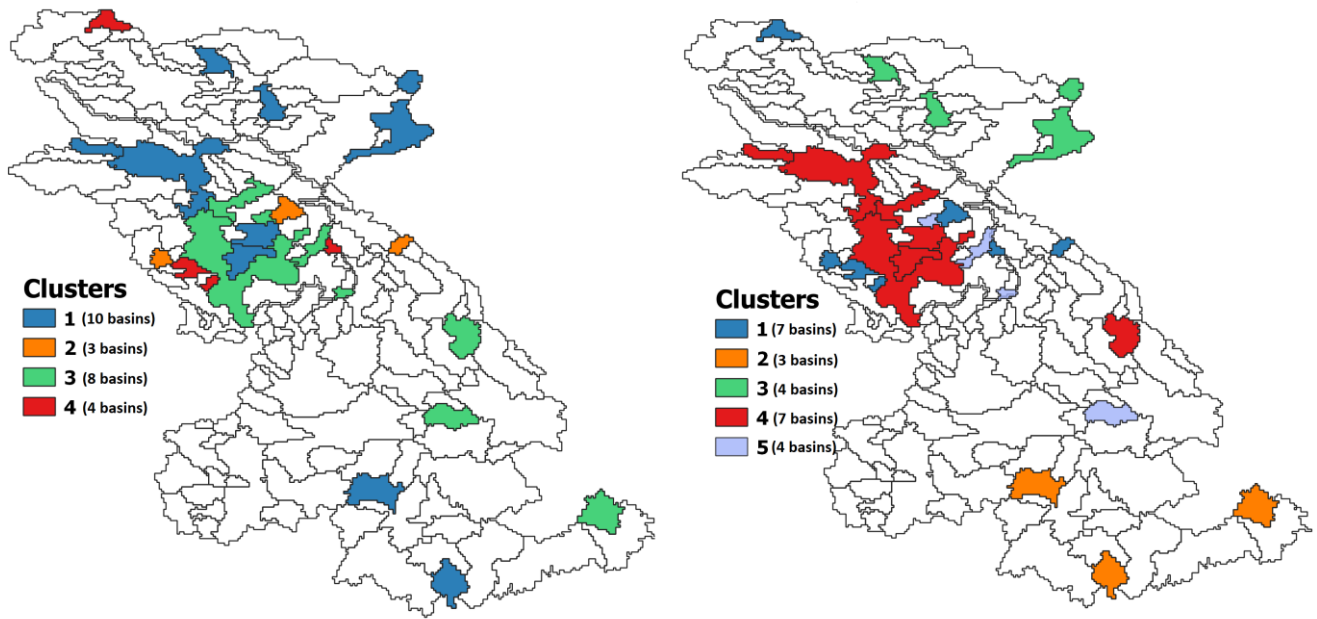 Clusters
1 (10 basins)
2 (3 basins)
3 (8 basins)
4 (4 basins)
Clusters
1 (7 basins)
2 (3 basins)
3 (4 basins)
4 (7 basins)
5 (4 basins)